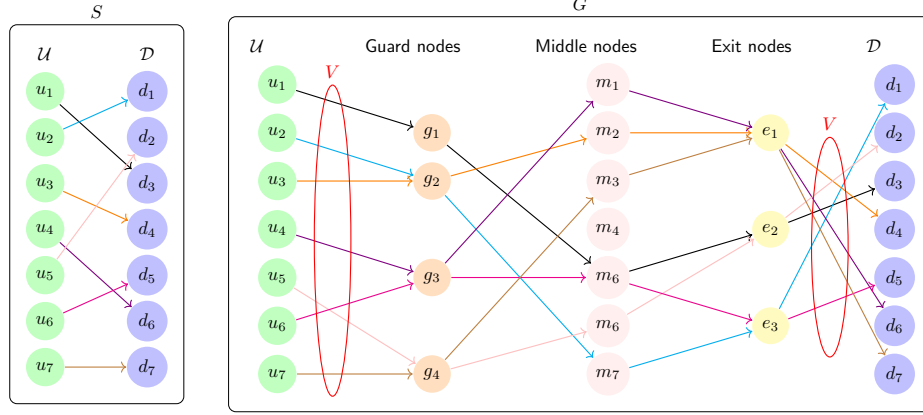 S
G
𝒰 𝒟
𝒰 Guard nodes Middle nodes Exit nodes 𝒟
V
V
u₁ d₁
u₂ d₂
u₃ d₃
u₄ d₄
u₅ d₅
u₆ d₆
u₇ d₇
u₁ m₁ d₁
u₂ g₁ m₂ e₁ d₂
u₃ g₂ m₃ d₃
u₄ m₄ e₂ d₄
u₅ g₃ m₆ d₅
u₆ m₆ e₃ d₆
u₇ g₄ m₇ d₇